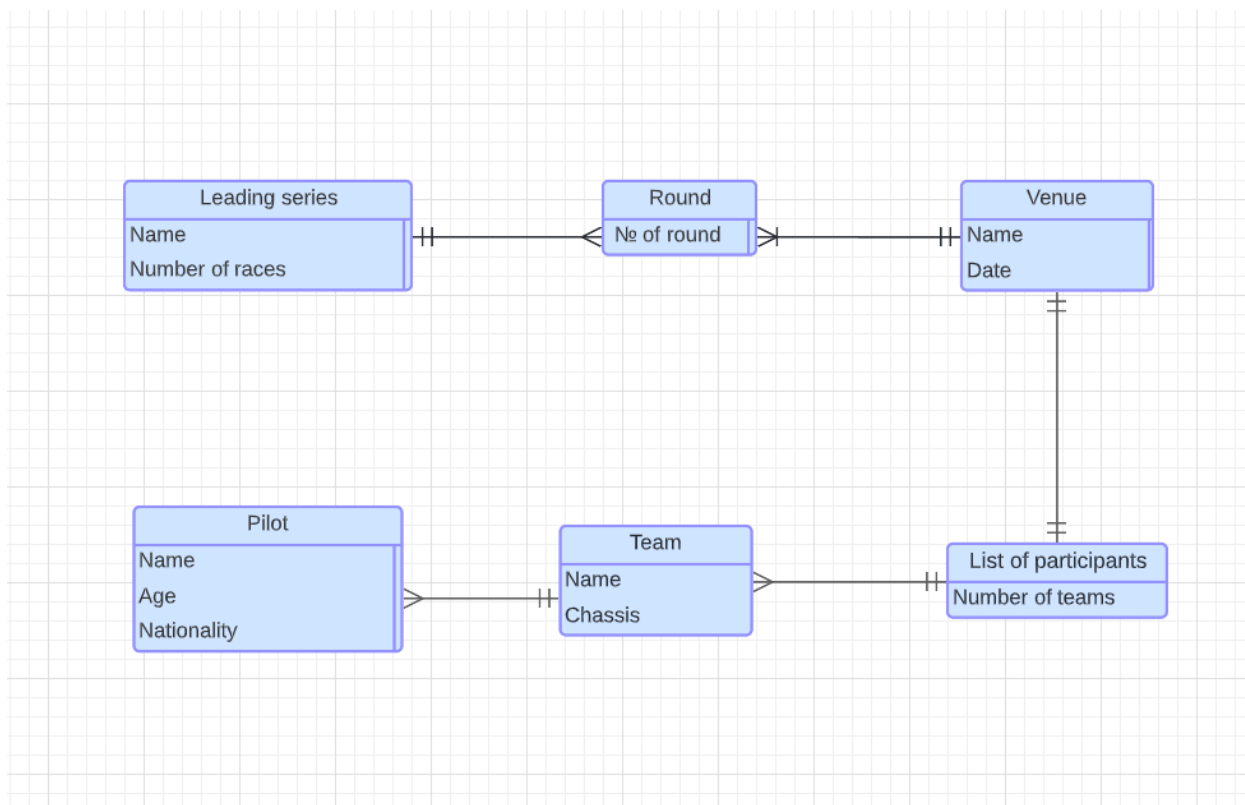 Leading series
Name
Number of races
Round
№ of round
Venue
Name
Date
Pilot
Name
Age
Nationality
Team
Name
Chassis
List of participants
Number of teams